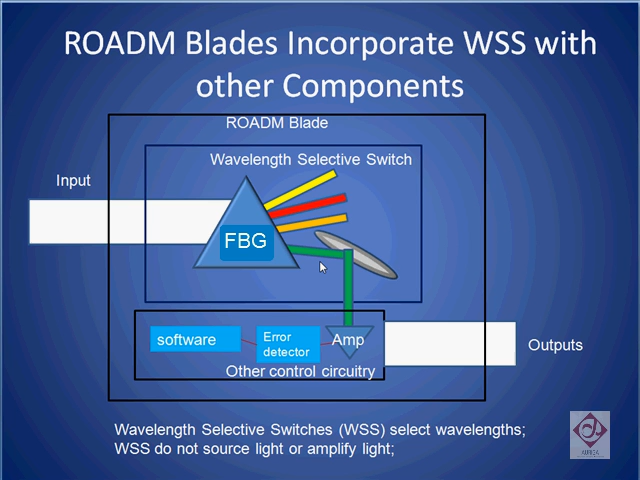 ROADM Blades Incorporate WSS with
other Components
ROADM Blade
Wavelength Selective Switch
Input
FBG
software
Error
detector
Amp
Outputs
Other control circuitry
Wavelength Selective Switches (WSS) select wavelengths;
WSS do not source light or amplify light;